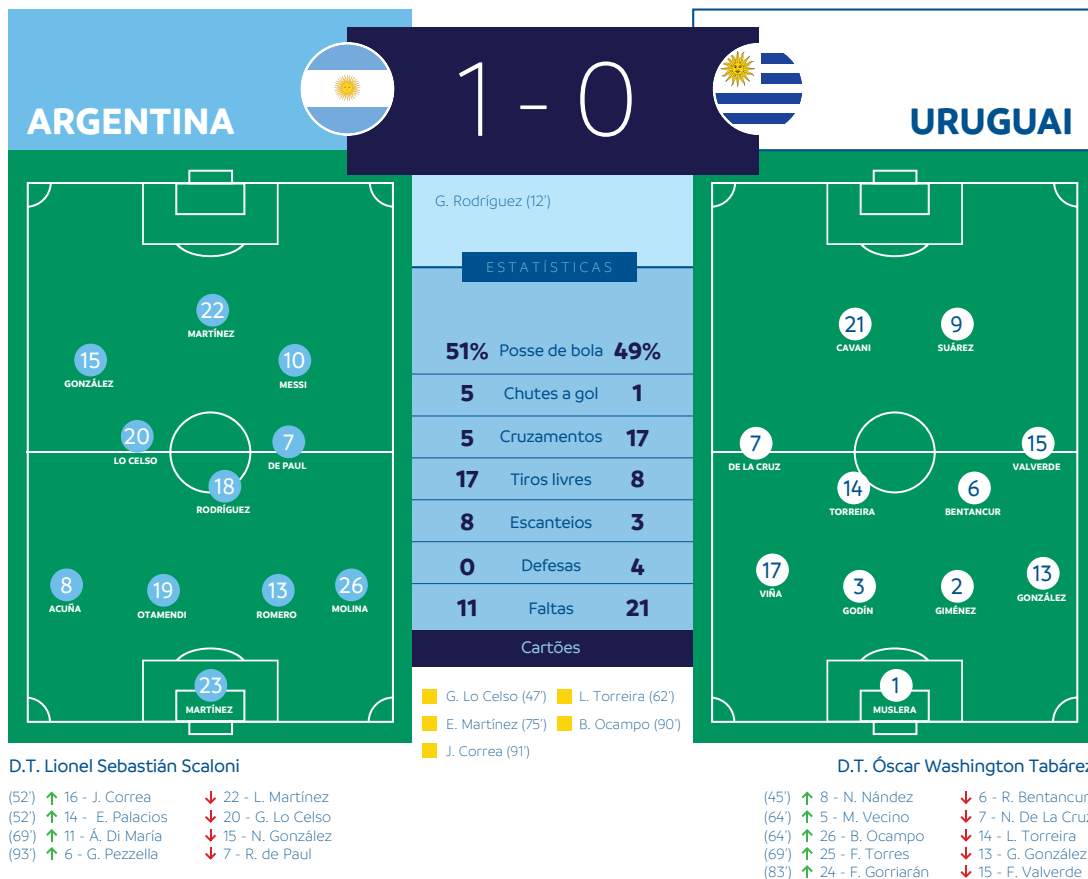 ARGENTINA
1 - 0
URUGUAI
G. Rodríguez (12')
ESTATÍSTICAS
51% Posse de bola 49%
5 Chutes a gol 1
5 Cruzamentos 17
17 Tiros livres 8
8 Escanteios 3
0 Defesas 4
11 Faltas 21
Cartões
G. Lo Celso (47') L. Torreira (62')
E. Martínez (75') B. Ocampo (90')
J. Correa (91')
22
MARTÍNEZ
15
GONZÁLEZ
10
MESSI
20
LO CELSO
7
DE PAUL
18
RODRÍGUEZ
8
ACUÑA
19
OTAMENDI
13
ROMERO
26
MOLINA
23
MARTÍNEZ
21
CAVANI
9
SUÁREZ
7
DE LA CRUZ
15
VALVERDE
14
TORREIRA
6
BENTANCUR
17
VIÑA
3
GODÍN
2
GIMÉNEZ
13
GONZÁLEZ
1
MUSLERA
D.T. Lionel Sebastián Scaloni
(52') ↑ 16 - J. Correa ↓ 22 - L. Martínez
(52') ↑ 14 - E. Palacios ↓ 20 - G. Lo Celso
(69') ↑ 11 - Á. Di María ↓ 15 - N. González
(93') ↑ 6 - G. Pezzella ↓ 7 - R. de Paul
D.T. Óscar Washington Tabárez
(45') ↑ 8 - N. Nández ↓ 6 - R. Bentancur
(64') ↑ 5 - M. Vecino ↓ 7 - N. De La Cruz
(64') ↑ 26 - B. Ocampo ↓ 14 - L. Torreira
(69') ↑ 25 - F. Torres ↓ 13 - G. González
(83') ↑ 24 - F. Gorriarán ↓ 15 - F. Valverde